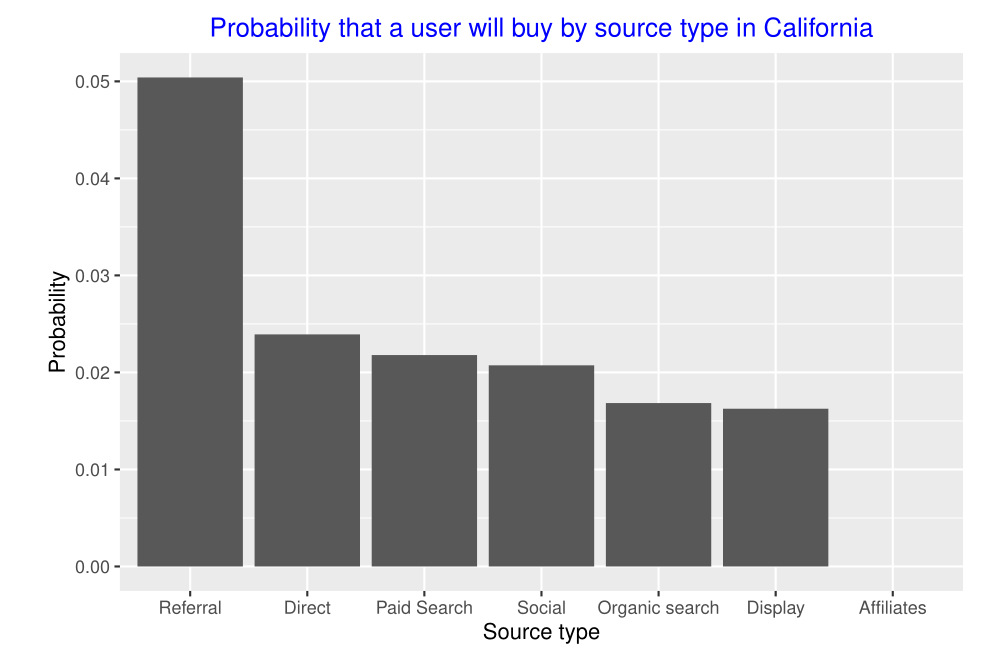 Probability that a user will buy by source type in California
Probability
0.05
0.04
0.03
0.02
0.01
0.00
Referral
Direct
Paid Search
Social
Organic search
Display
Affiliates
Source type